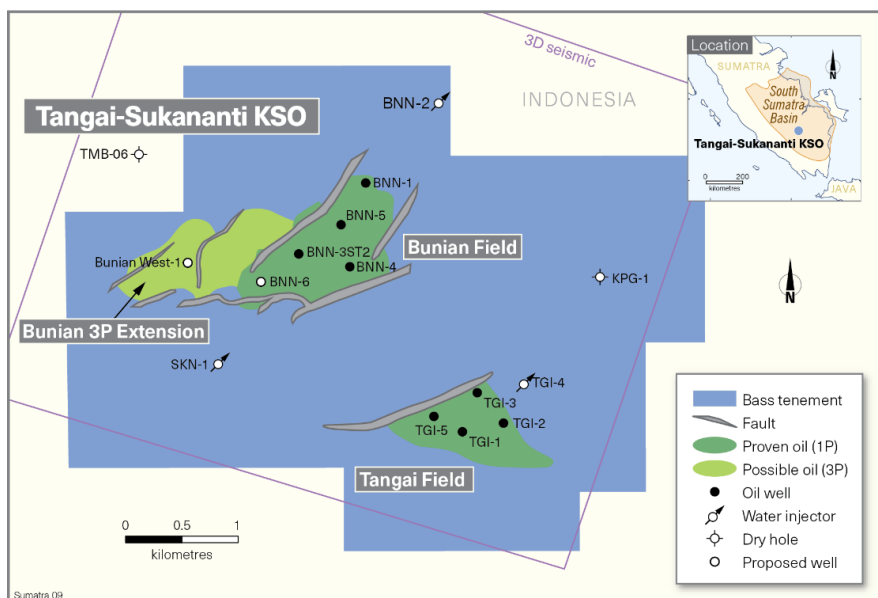 3D seismic
INDONESIA
Tangai-Sukananti KSO
BNN-2
TMB-06
BNN-1
BNN-5
BNN-3ST2
BNN-4
BNN-6
Bunian Field
Bunian West-1
Bunian 3P Extension
KPG-1
N
SKN-1
TGI-4
TGI-3
TGI-2
TGI-5
TGI-1
Tangai Field
0 0.5 1
kilometres
Location
SUMATRA
N
South
Sumatra
Basin
Tangai-Sukananti KSO
0 200
kilometres
JAVA
Bass tenement
Fault
Proven oil (1P)
Possible oil (3P)
Oil well
Water injector
Dry hole
Proposed well
Sumatra 09